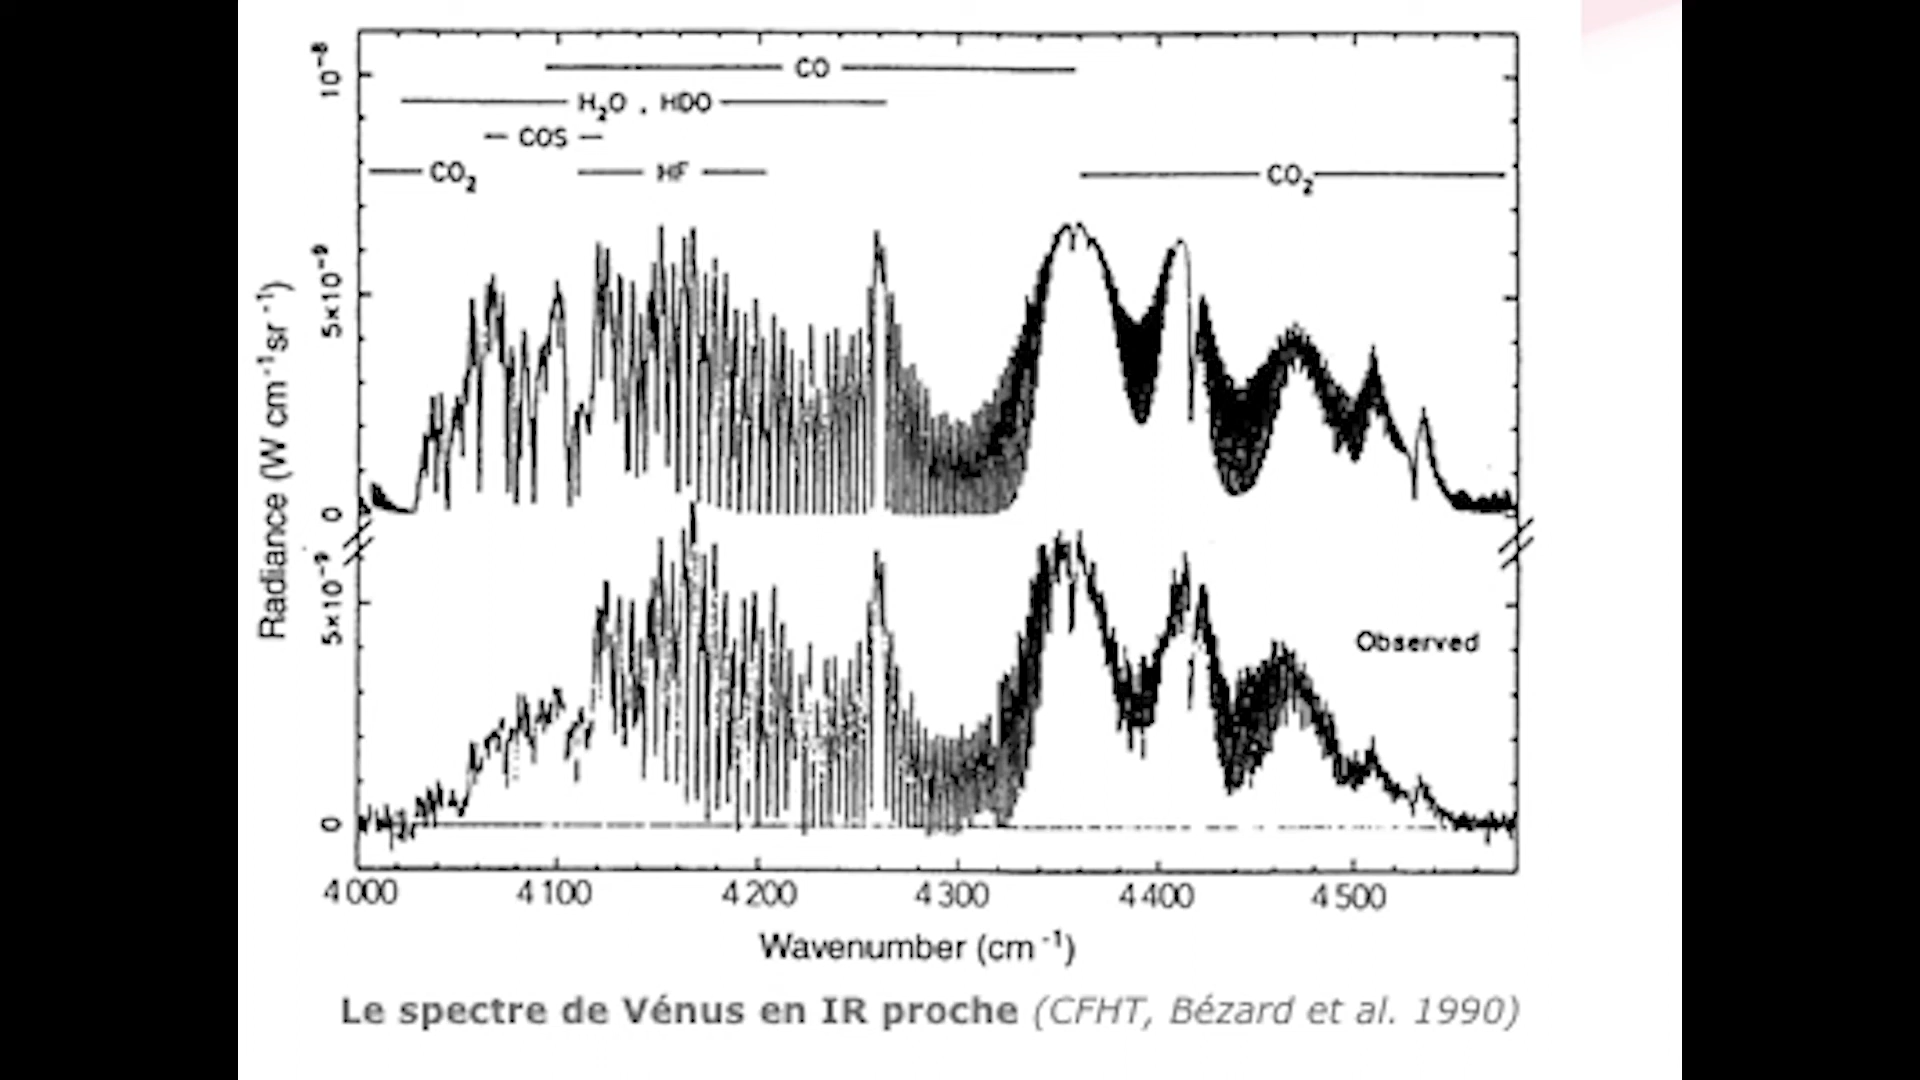 10⁻⁸
CO
H₂O . HDO
COS
CO₂
HF
CO₂
5×10⁻⁹
0
Radiance (W cm⁻¹sr⁻¹)
5×10⁻⁹
Observed
0
4000 4100 4200 4300 4400 4500
Wavenumber (cm⁻¹)
Le spectre de Vénus en IR proche (CFHT, Bézard et al. 1990)